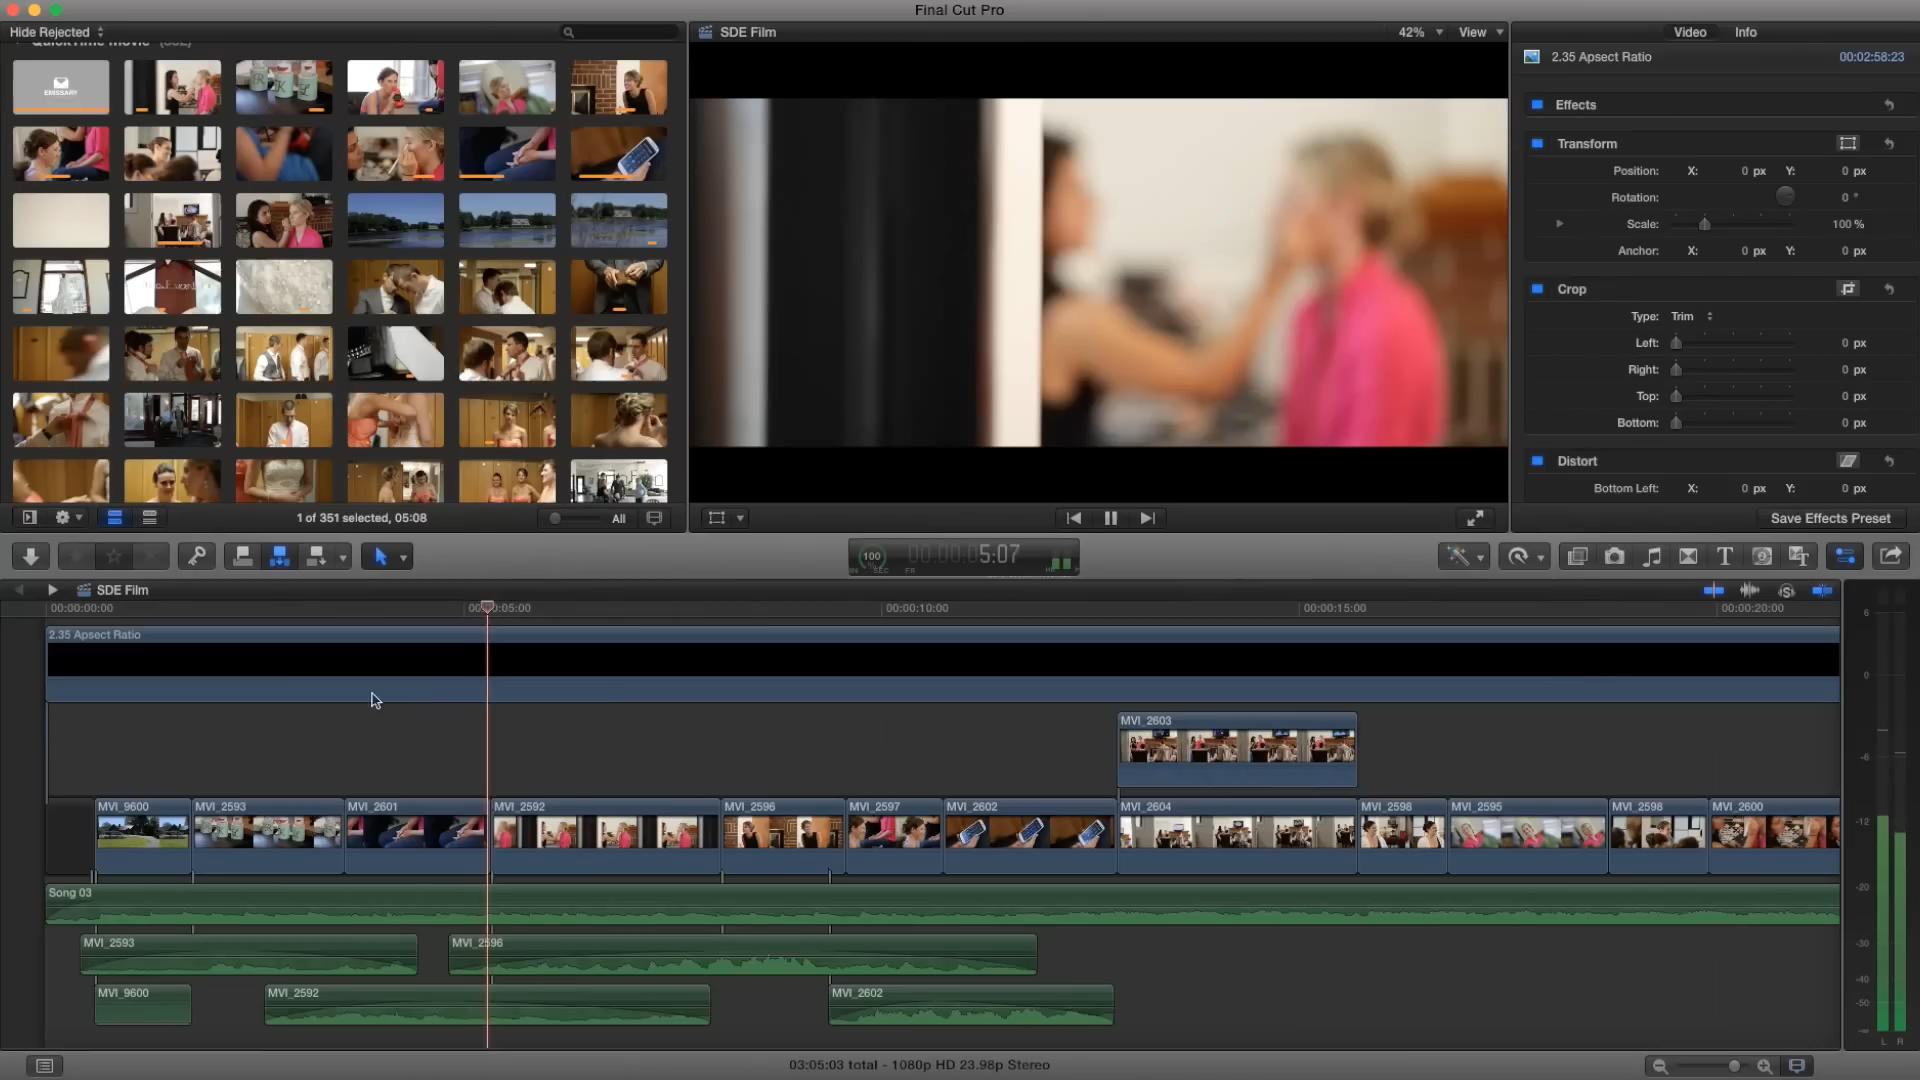 Final Cut Pro
Hide Rejected
SDE Film
42%
View
Video
Info
QuickTime Movie
EMISSARY
2.35 Apsect Ratio
00:02:58:23
Effects
Transform
Position: X: 0 px Y: 0 px
Rotation: 0 °
Scale: 100 %
Anchor: X: 0 px Y: 0 px
Crop
Type: Trim
Left: 0 px
Right: 0 px
Top: 0 px
Bottom: 0 px
Distort
Bottom Left: X: 0 px Y: 0 px
1 of 351 selected, 05:08
All
Save Effects Preset
100
5:07
SDE Film
00:00:00:00
00:00:05:00
00:00:10:00
00:00:15:00
00:00:20:00
2.35 Apsect Ratio
MVI_2603
MVI_9600
MVI_2593
MVI_2601
MVI_2592
MVI_2596
MVI_2597
MVI_2602
MVI_2604
MVI_2598
MVI_2595
MVI_2598
MVI_2600
Song 03
MVI_2593
MVI_2596
MVI_9600
MVI_2592
MVI_2602
6
0
-6
-12
-20
-30
-40
-50
L R
03:05:03 total - 1080p HD 23.98p Stereo